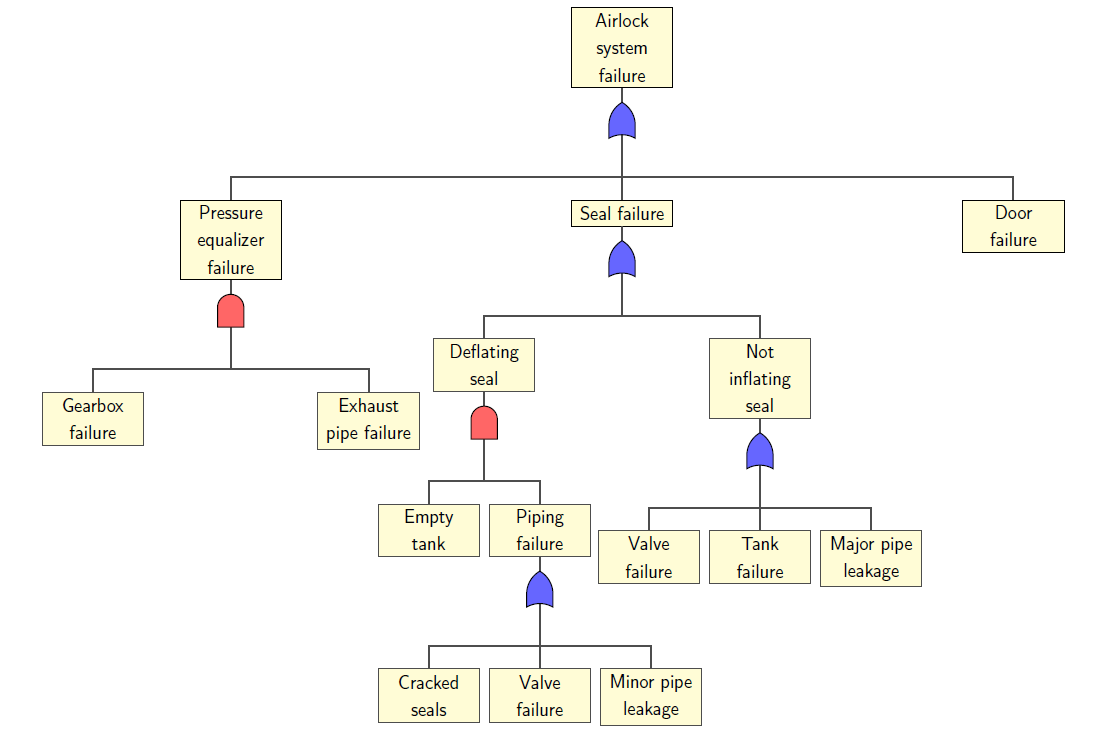 Airlock
system
failure
Pressure
equalizer
failure
Seal failure
Door
failure
Deflating
seal
Not
inflating
seal
Gearbox
failure
Exhaust
pipe failure
Empty
tank
Piping
failure
Valve
failure
Tank
failure
Major pipe
leakage
Cracked
seals
Valve
failure
Minor pipe
leakage